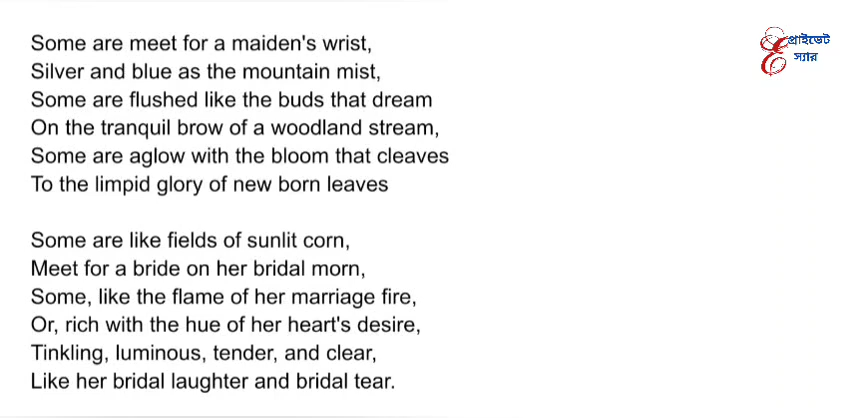 Some are meet for a maiden's wrist,
Silver and blue as the mountain mist,
Some are flushed like the buds that dream
On the tranquil brow of a woodland stream,
Some are aglow with the bloom that cleaves
To the limpid glory of new born leaves
Some are like fields of sunlit corn,
Meet for a bride on her bridal morn,
Some, like the flame of her marriage fire,
Or, rich with the hue of her heart's desire,
Tinkling, luminous, tender, and clear,
Like her bridal laughter and bridal tear.
E প্রাইভেট
স্যার